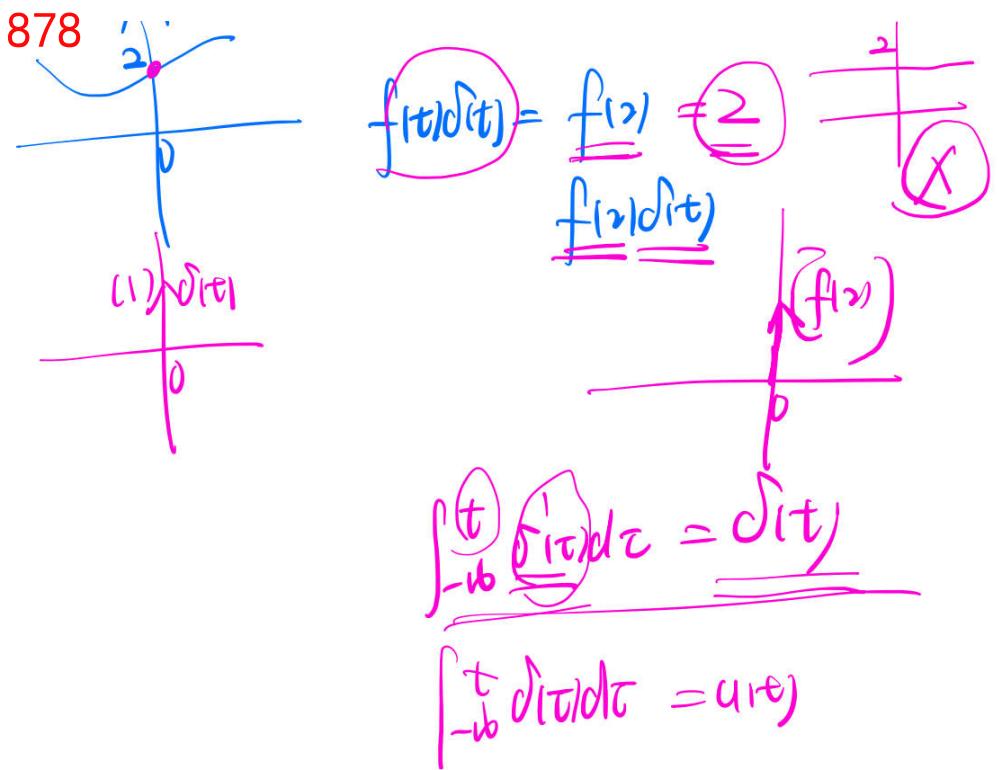 878
2
0
f(t)δ(t) = f(2) = 2
2
X
f(2)δ(t)
(1) δ(t)
0
(f(2))
0
∫_{-∞}^{t} δ'(τ)dτ = δ(t)
∫_{-∞}^{t} δ(τ)dτ = u(t)